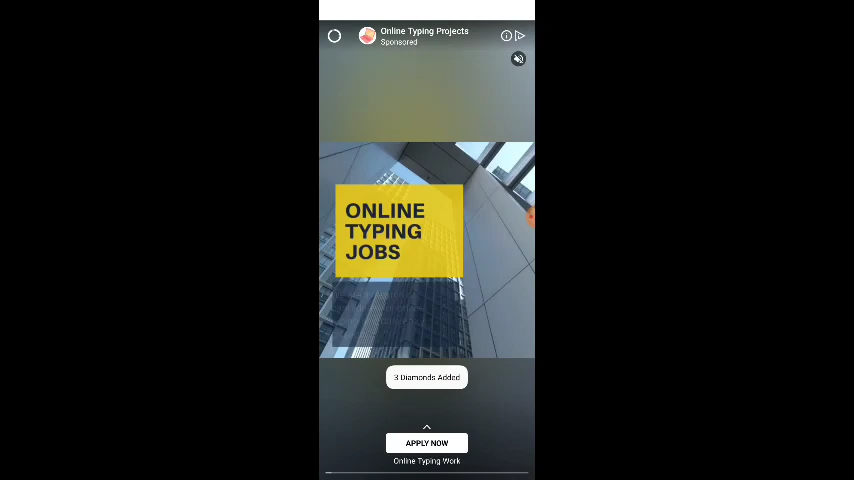 Online Typing Projects
Sponsored
ONLINE
TYPING
JOBS
3 Diamonds Added
APPLY NOW
Online Typing Work